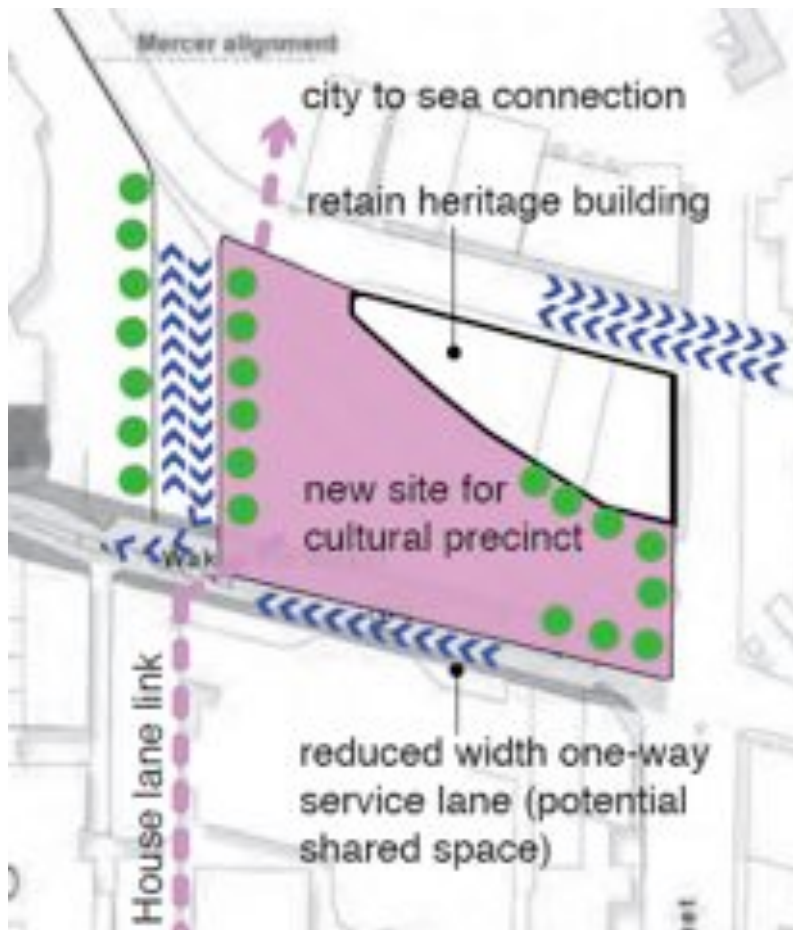 Mercer alignment
city to sea connection
retain heritage building
new site for
cultural precinct
Wak
reduced width one-way
service lane (potential
shared space)
House lane link